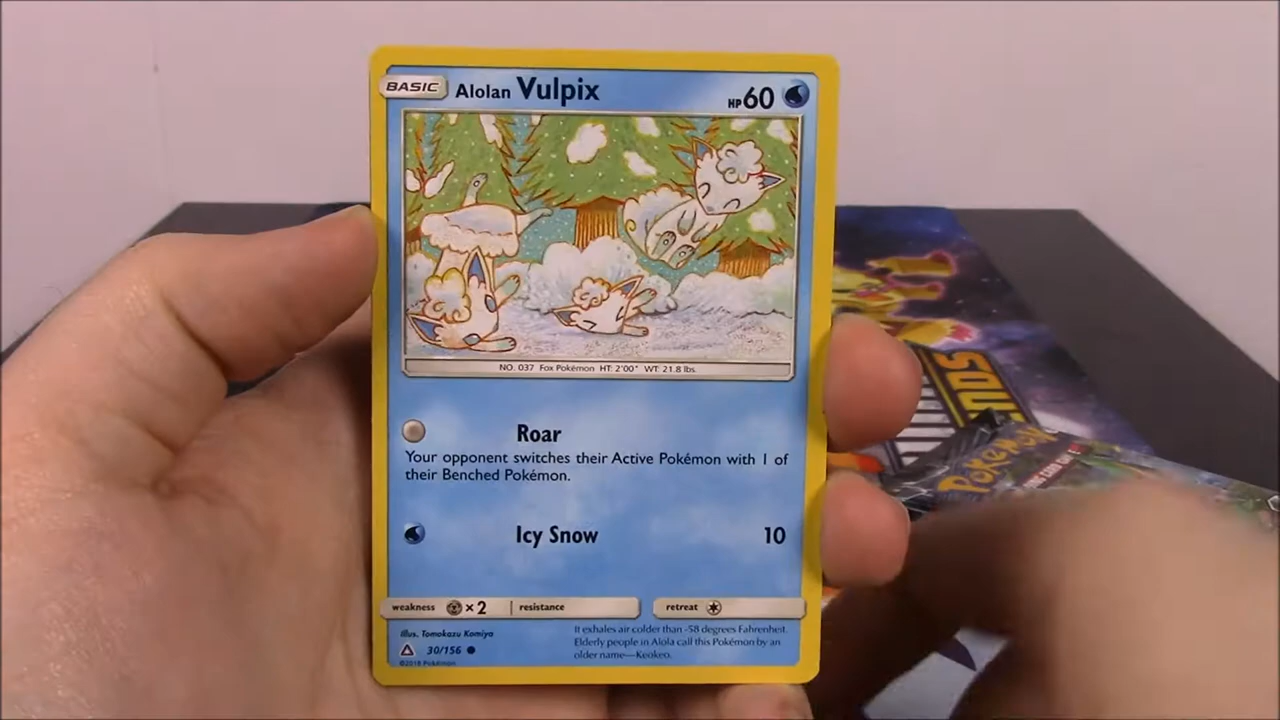 BASIC Alolan Vulpix HP 60
NO. 037 Fox Pokémon HT: 2'00" WT: 21.8 lbs.
Roar
Your opponent switches their Active Pokémon with 1 of
their Benched Pokémon.
Icy Snow 10
weakness ×2 resistance retreat
Illus. Tomokazu Komiya
30/156
©2018 Pokémon
It exhales air colder than -58 degrees Fahrenheit.
Elderly people in Alola call this Pokémon by an
older name—Keokeo.
POKéMON